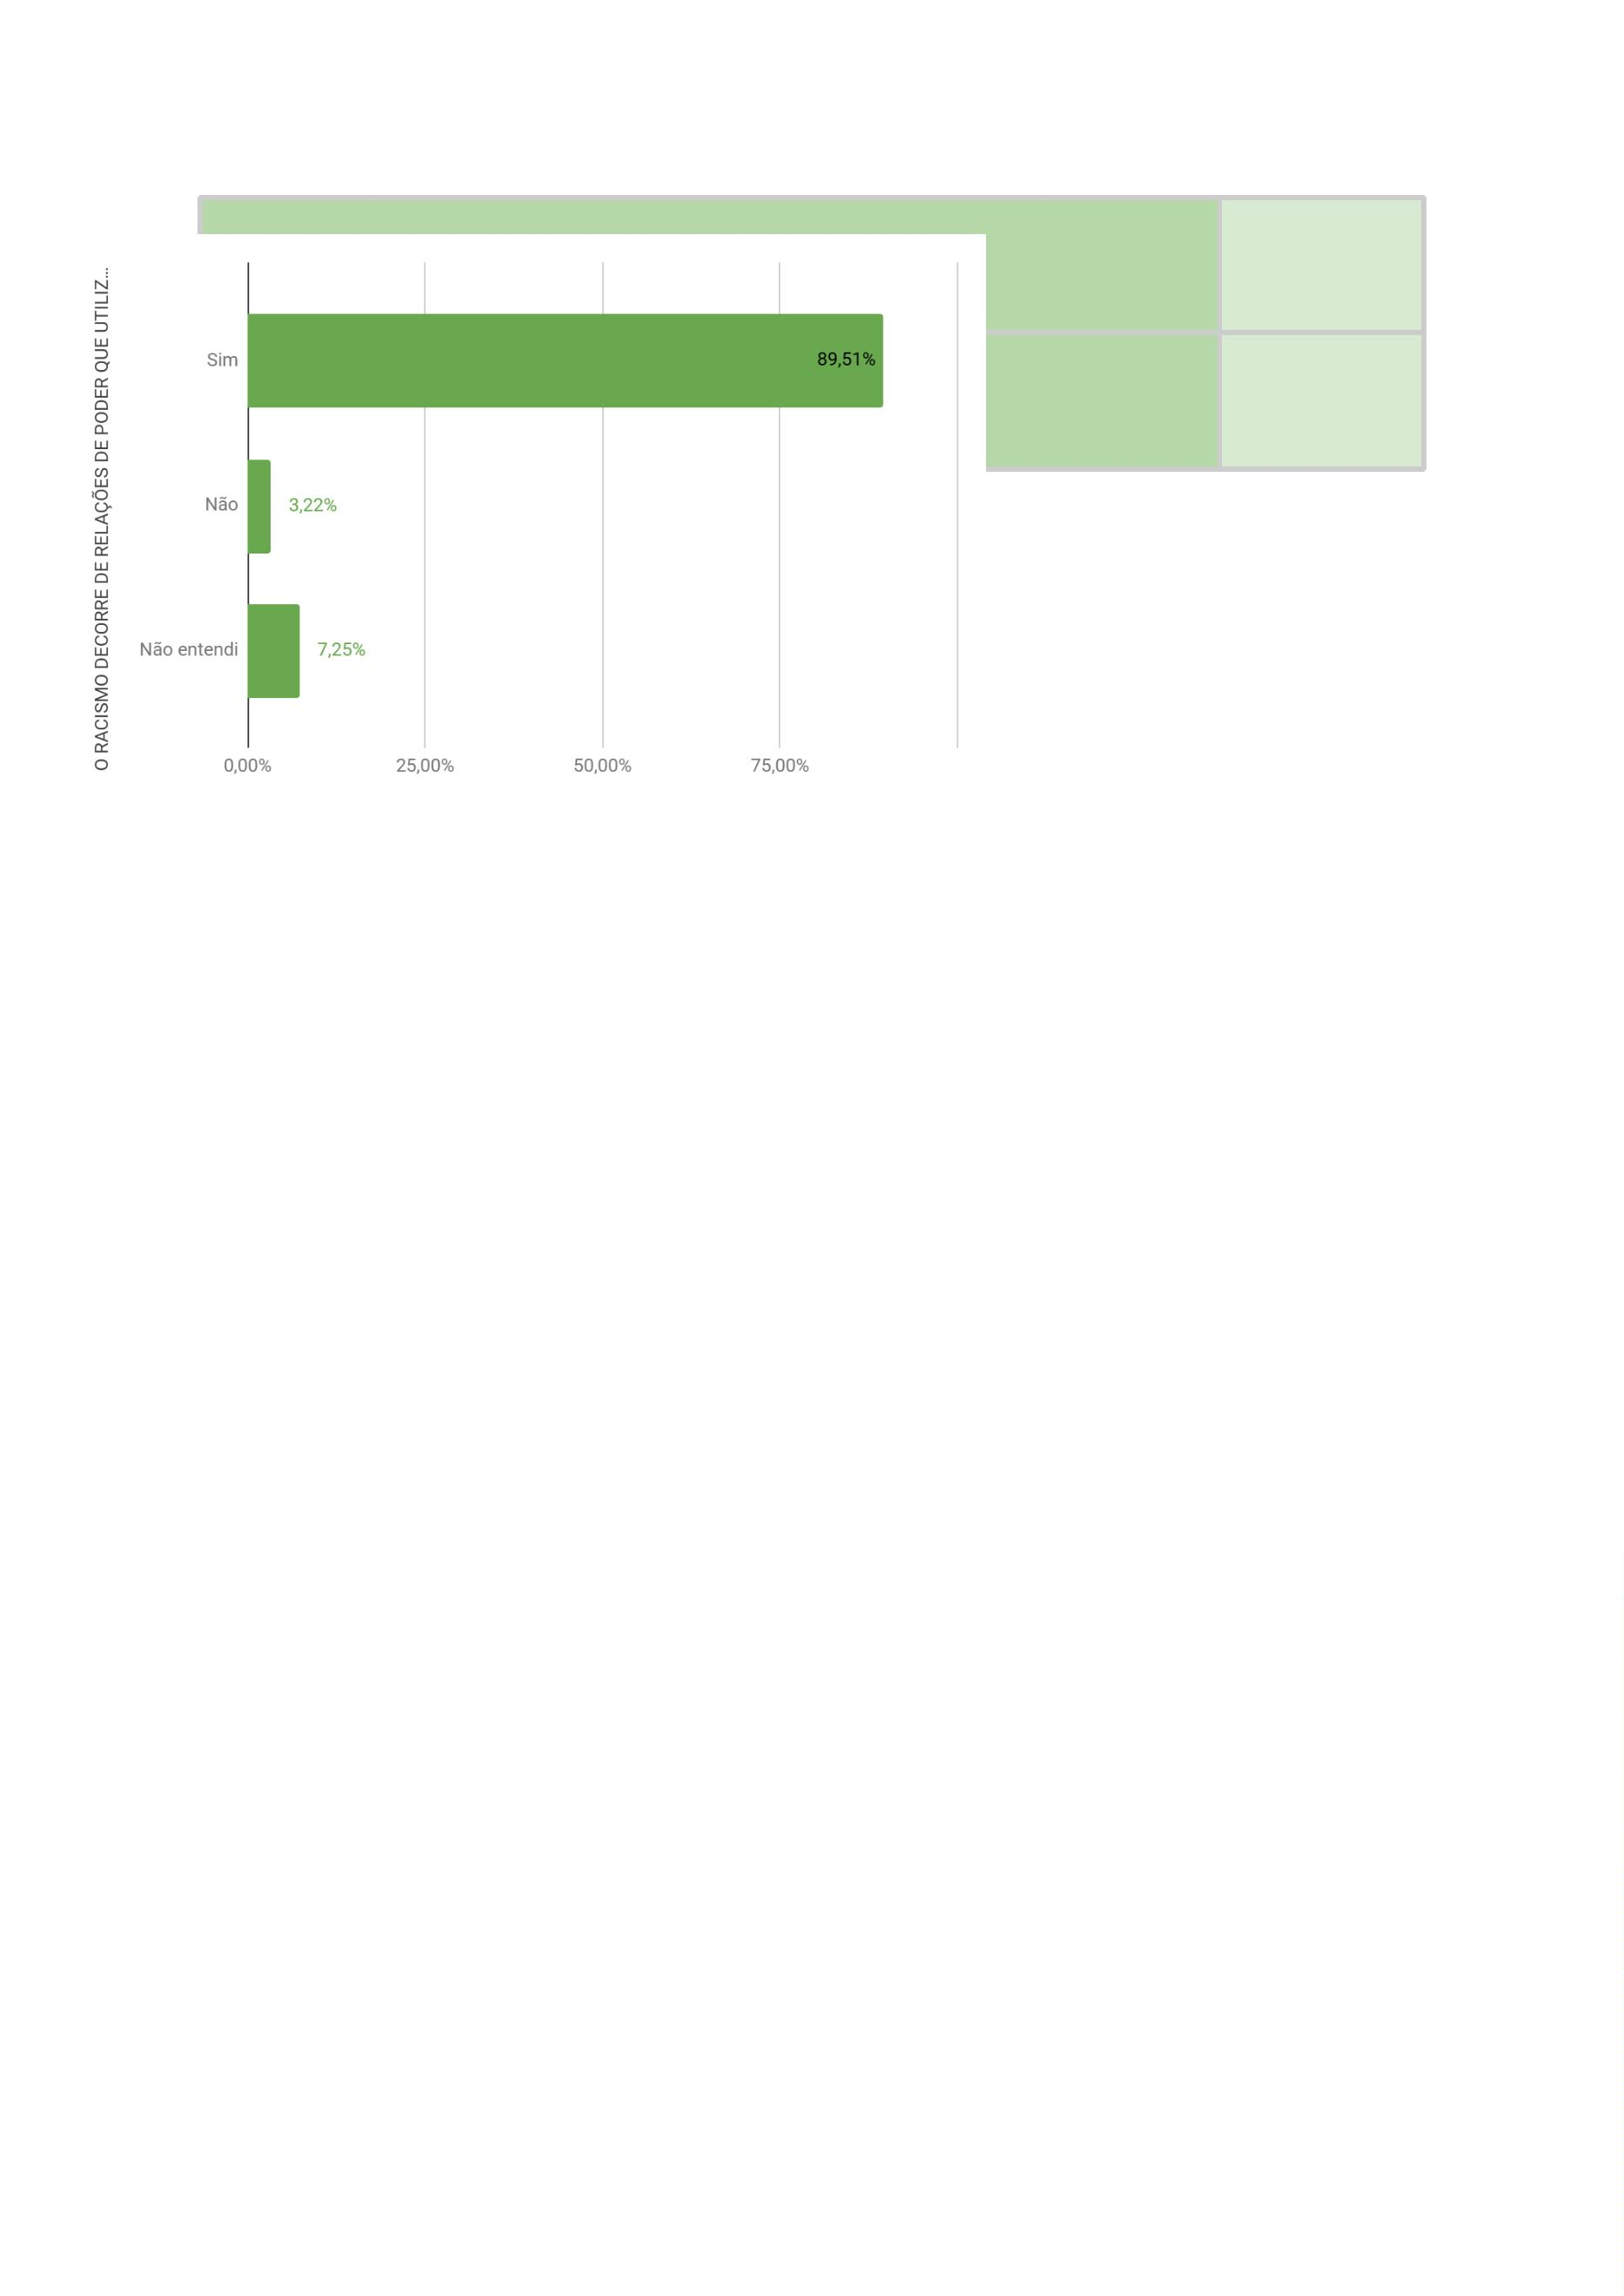 O RACISMO DECORRE DE RELAÇÕES DE PODER QUE UTILIZ...
Sim
89,51%
Não
3,22%
Não entendi
7,25%
0,00%
25,00%
50,00%
75,00%